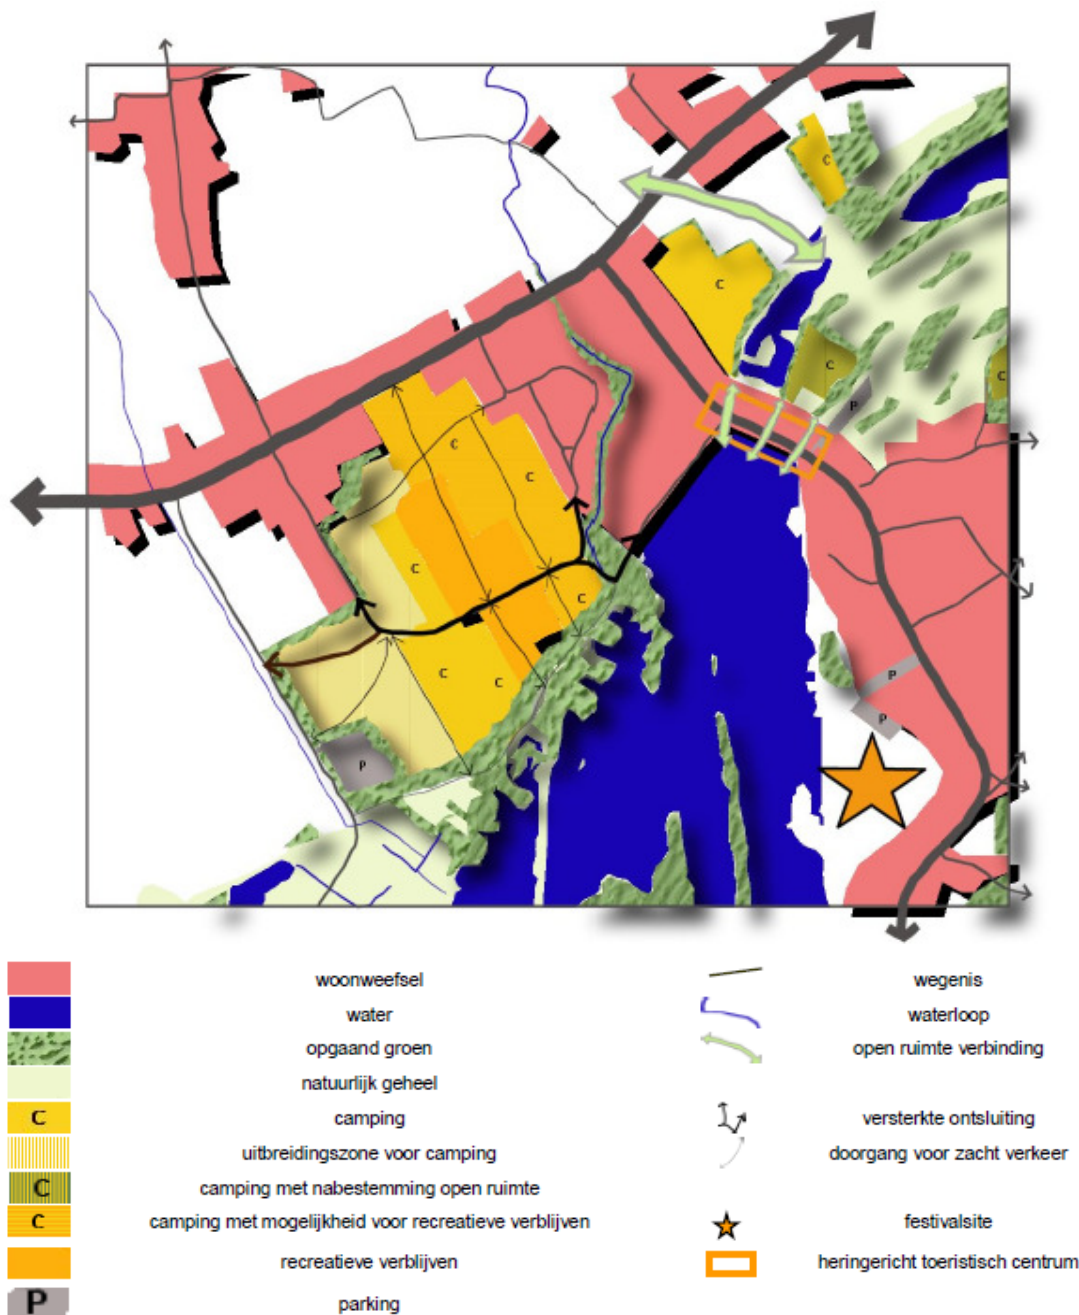 C
C
C
C
C
C
C
P
C
C
C
C
P
P
P
woonweefsel
water
opgaand groen
natuurlijk geheel
C camping
uitbreidingszone voor camping
C camping met nabestemming open ruimte
C camping met mogelijkheid voor recreatieve verblijven
recreatieve verblijven
P parking
wegenis
waterloop
open ruimte verbinding
versterkte ontsluiting
doorgang voor zacht verkeer
festivalsite
heringericht toeristisch centrum